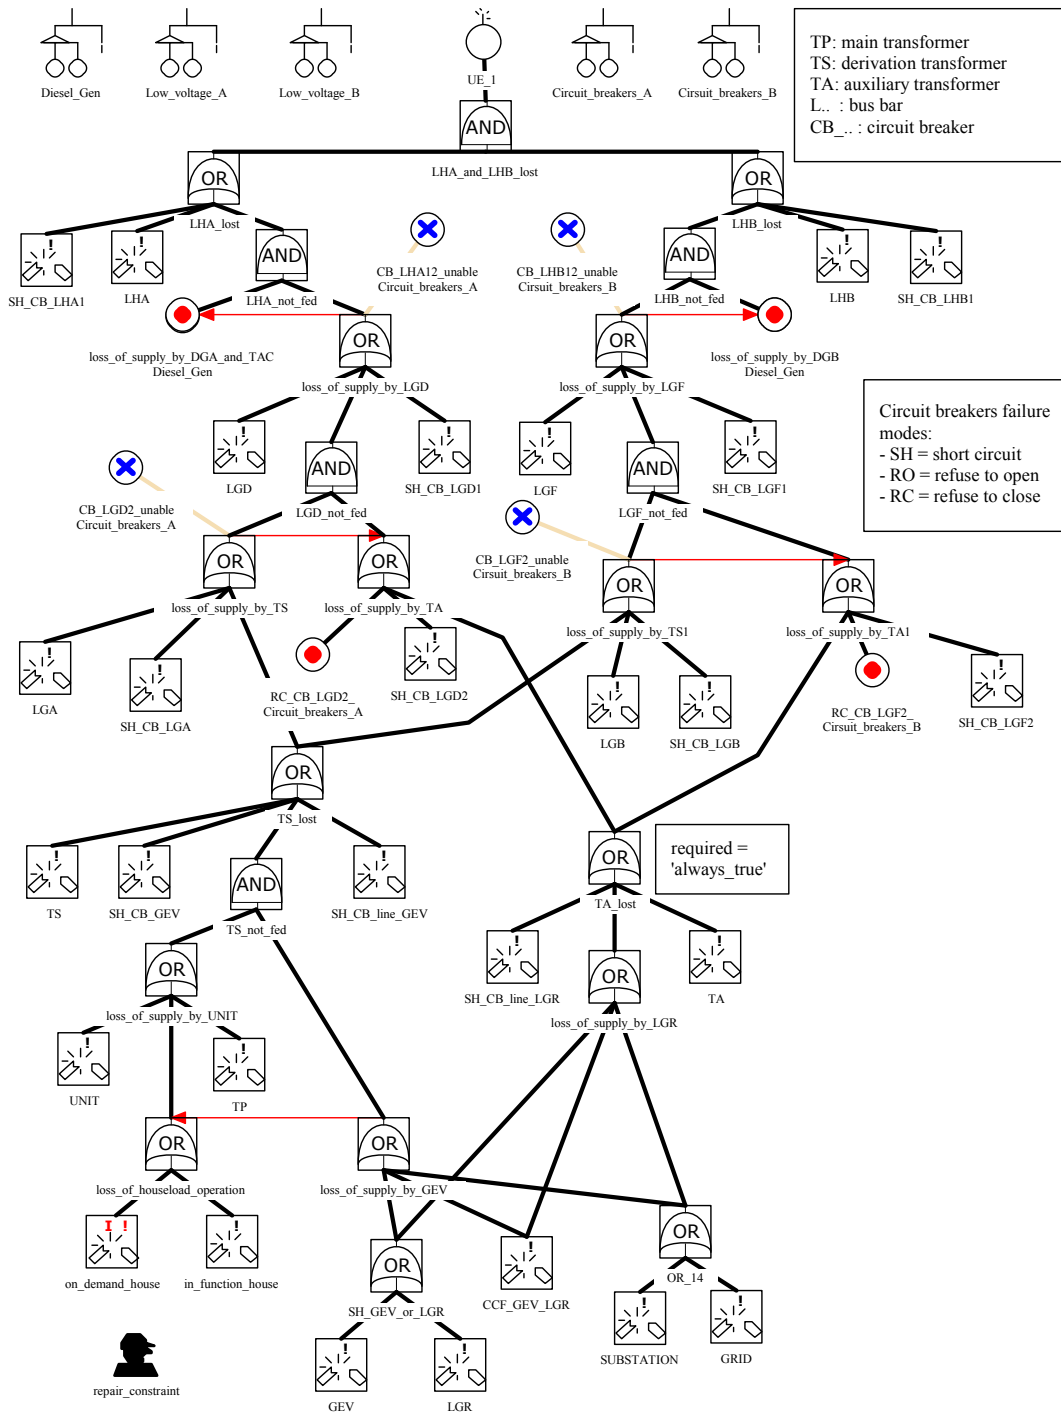 TP: main transformer
TS: derivation transformer
TA: auxiliary transformer
L.. : bus bar
CB_.. : circuit breaker
Diesel_Gen
Low_voltage_A
Low_voltage_B
UE_1
Circuit_breakers_A
Cirsuit_breakers_B
AND
LHA_and_LHB_lost
OR
OR
LHA_lost
LHB_lost
SH_CB_LHA1
LHA
AND
LHA_not_fed
CB_LHA12_unable
Circuit_breakers_A
CB_LHB12_unable
Cirsuit_breakers_B
AND
LHB_not_fed
LHB
SH_CB_LHB1
loss_of_supply_by_DGA_and_TAC
Diesel_Gen
OR
loss_of_supply_by_LGD
OR
loss_of_supply_by_LGF
loss_of_supply_by_DGB
Diesel_Gen
Circuit breakers failure
modes:
- SH = short circuit
- RO = refuse to open
- RC = refuse to close
LGD
AND
SH_CB_LGD1
LGF
AND
SH_CB_LGF1
CB_LGD2_unable
Circuit_breakers_A
LGD_not_fed
LGF_not_fed
CB_LGF2_unable
Cirsuit_breakers_B
OR
OR
OR
OR
loss_of_supply_by_TS
loss_of_supply_by_TA
loss_of_supply_by_TS1
loss_of_supply_by_TA1
LGA
SH_CB_LGA
RC_CB_LGD2_
Circuit_breakers_A
SH_CB_LGD2
LGB
SH_CB_LGB
RC_CB_LGF2_
Cirsuit_breakers_B
SH_CB_LGF2
OR
TS_lost
TS
SH_CB_GEV
AND
SH_CB_line_GEV
TS_not_fed
OR
TA_lost
required =
'always_true'
SH_CB_line_LGR
OR
TA
OR
loss_of_supply_by_UNIT
loss_of_supply_by_LGR
UNIT
TP
OR
OR
loss_of_houseload_operation
loss_of_supply_by_GEV
I !
on_demand_house
in_function_house
OR
SH_GEV_or_LGR
CCF_GEV_LGR
OR
OR_14
SUBSTATION
GRID
GEV
LGR
repair_constraint